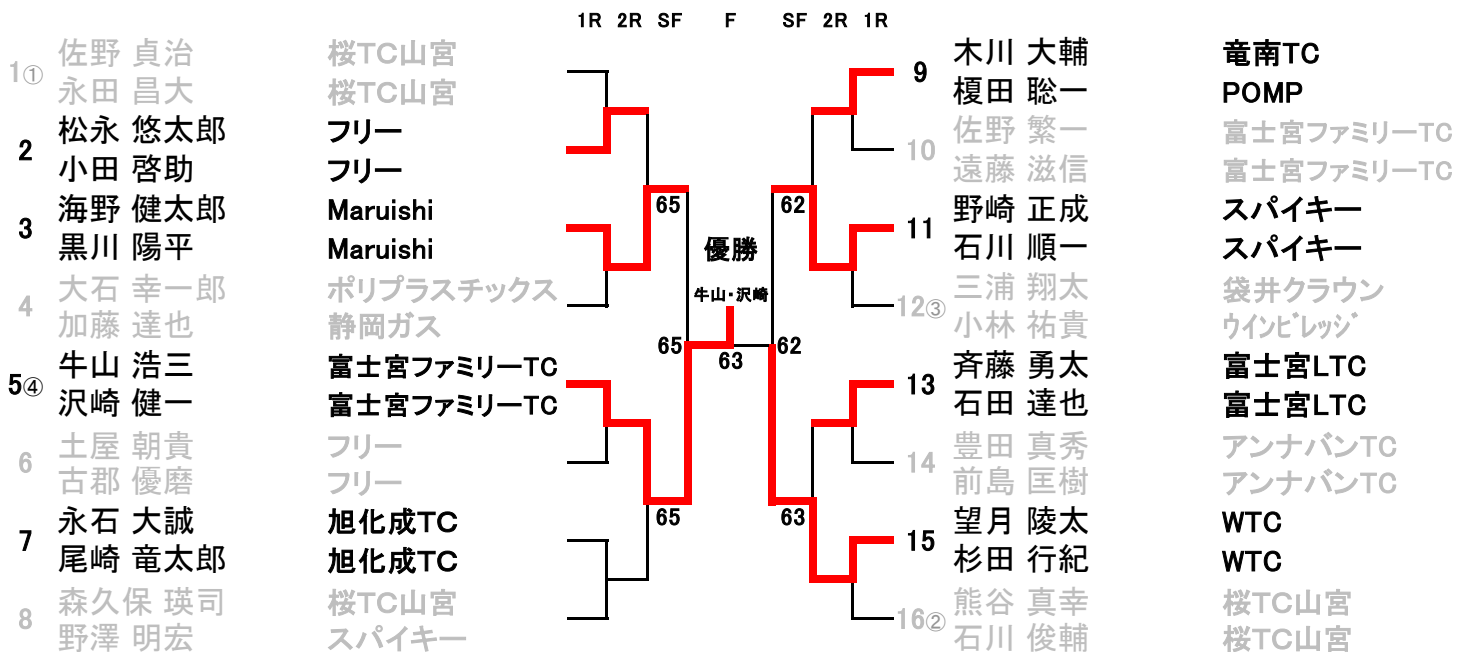 1R 2R SF F SF 2R 1R
1① 佐野 貞治 桜TC山宮
永田 昌大 桜TC山宮
2 松永 悠太郎 フリー
小田 啓助 フリー
3 海野 健太郎 Maruishi
黒川 陽平 Maruishi
4 大石 幸一郎 ポリプラスチックス
加藤 達也 静岡ガス
5④ 牛山 浩三 富士宮ファミリーTC
沢崎 健一 富士宮ファミリーTC
6 土屋 朝貴 フリー
古郡 優磨 フリー
7 永石 大誠 旭化成TC
尾崎 竜太郎 旭化成TC
8 森久保 瑛司 桜TC山宮
野澤 明宏 スパイキー
65
65
65
優勝
牛山・沢崎
63
62
62
63
9 木川 大輔 竜南TC
榎田 聡一 POMP
10 佐野 繁一 富士宮ファミリーTC
遠藤 滋信 富士宮ファミリーTC
11 野崎 正成 スパイキー
石川 順一 スパイキー
12③ 三浦 翔太 袋井クラウン
小林 祐貴 ウインビレッジ
13 斉藤 勇太 富士宮LTC
石田 達也 富士宮LTC
14 豊田 真秀 アンナバンTC
前島 匡樹 アンナバンTC
15 望月 陵太 WTC
杉田 行紀 WTC
16② 熊谷 真幸 桜TC山宮
石川 俊輔 桜TC山宮